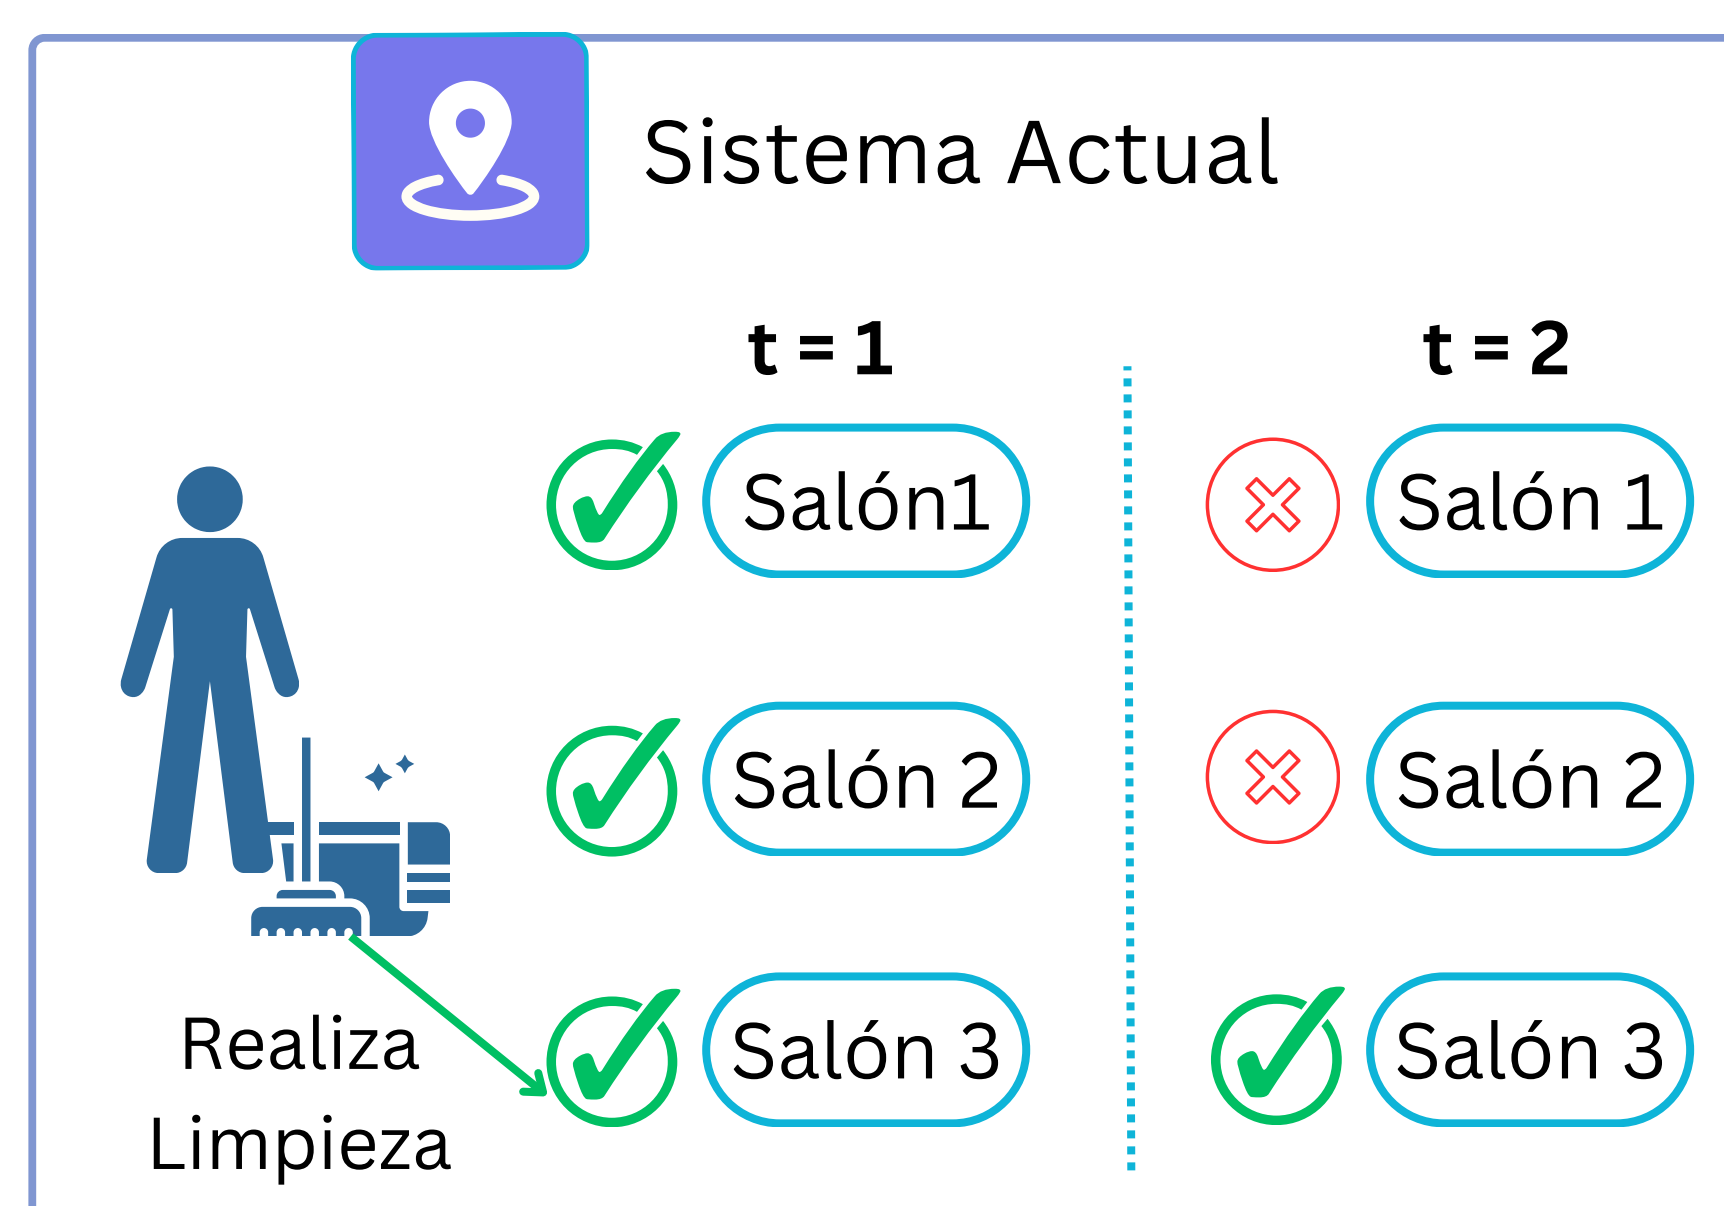 Sistema Actual
t = 1
t = 2
Salón1
Salón 1
Salón 2
Salón 2
Salón 3
Salón 3
Realiza
Limpieza